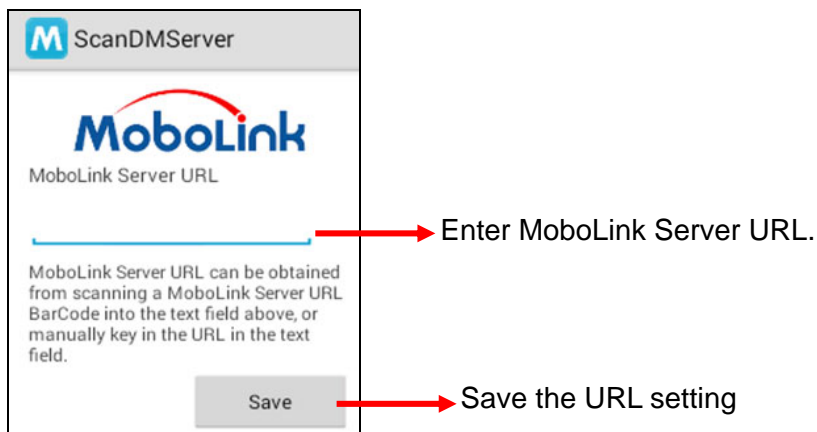 M ScanDMServer
MoboLink
MoboLink Server URL
Enter MoboLink Server URL.
MoboLink Server URL can be obtained
from scanning a MoboLink Server URL
BarCode into the text field above, or
manually key in the URL in the text
field.
Save
Save the URL setting